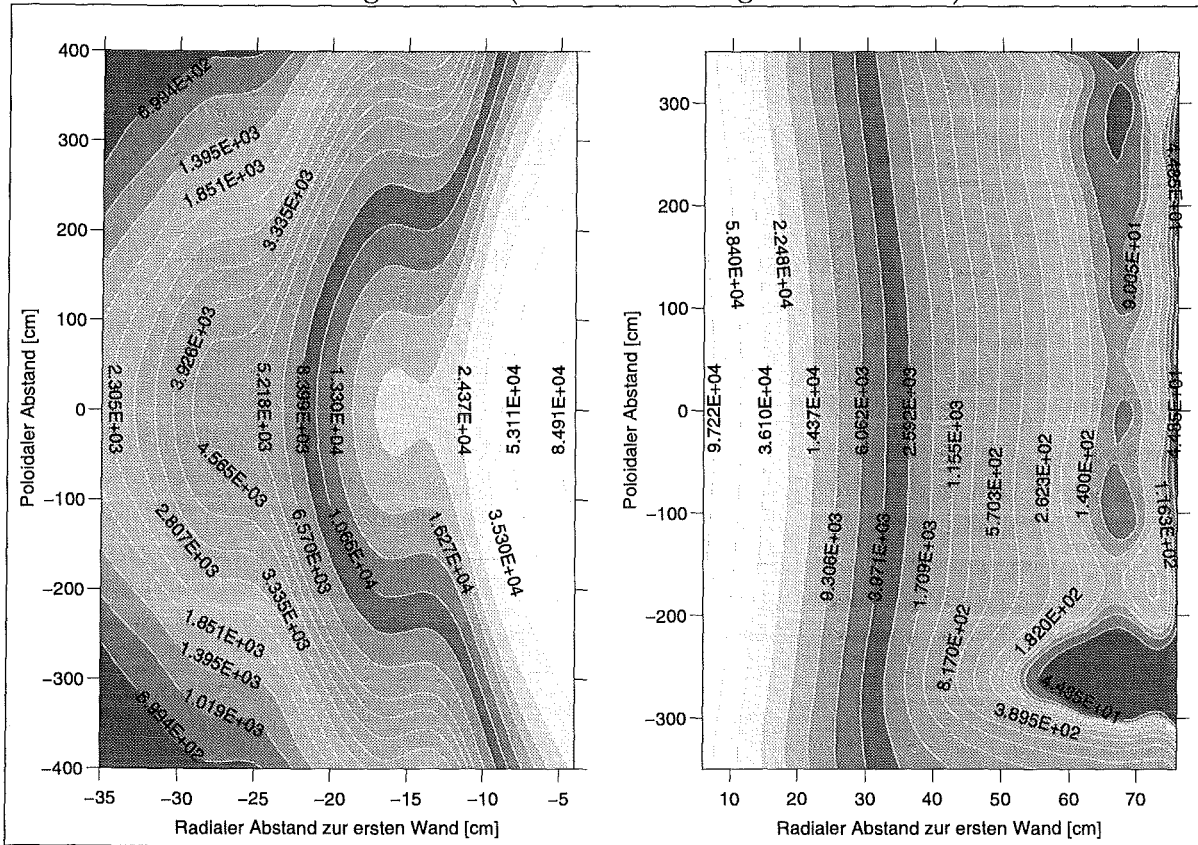 400
300
200
100
0
-100
-200
-300
-400
Poloidaler Abstand [cm]
6.994E+02
1.395E+03
1.851E+03
3.335E+03
3.926E+03
2.305E+03
5.218E+03
8.399E+03
1.330E+04
2.437E+04
5.311E+04
8.491E+04
4.565E+03
2.807E+03
6.570E+03
1.066E+04
1.627E+04
3.530E+04
3.335E+03
1.851E+03
1.395E+03
1.019E+03
6.994E+02
-35
-30
-25
-20
-15
-10
-5
Radialer Abstand zur ersten Wand [cm]
300
200
100
0
-100
-200
-300
Poloidaler Abstand [cm]
4.485E+01
5.840E+04
2.248E+04
9.722E+04
3.610E+04
1.437E+04
6.062E+03
2.592E+03
1.155E+03
5.703E+02
2.623E+02
1.400E+02
1.163E+02
9.306E+03
3.971E+03
1.709E+03
1.820E+02
8.170E+02
3.895E+02
10
20
30
40
50
60
70
Radialer Abstand zur ersten Wand [cm]